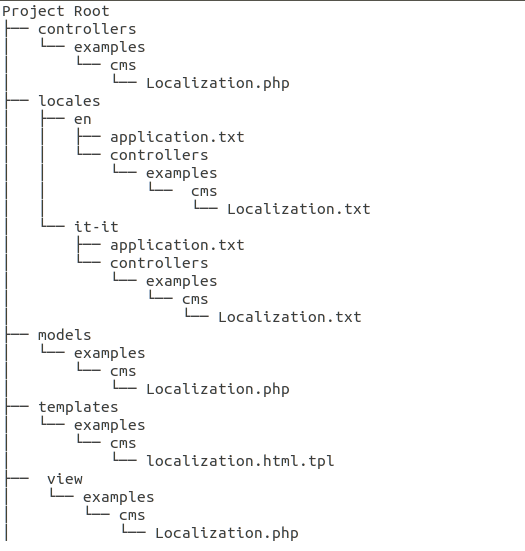 Project Root
├── controllers
│   └── examples
│       └── cms
│           └── Localization.php
├── locales
│   ├── en
│   │   ├── application.txt
│   │   └── controllers
│   │       └── examples
│   │           └──  cms
│   │                └── Localization.txt
│   └── it-it
│       ├── application.txt
│       └── controllers
│           └── examples
│               └── cms
│                   └── Localization.txt
├── models
│   └── examples
│       └── cms
│           └── Localization.php
├── templates
│   └── examples
│       └── cms
│           └── localization.html.tpl
├──  view
│    └── examples
│        └── cms
│            └── Localization.php